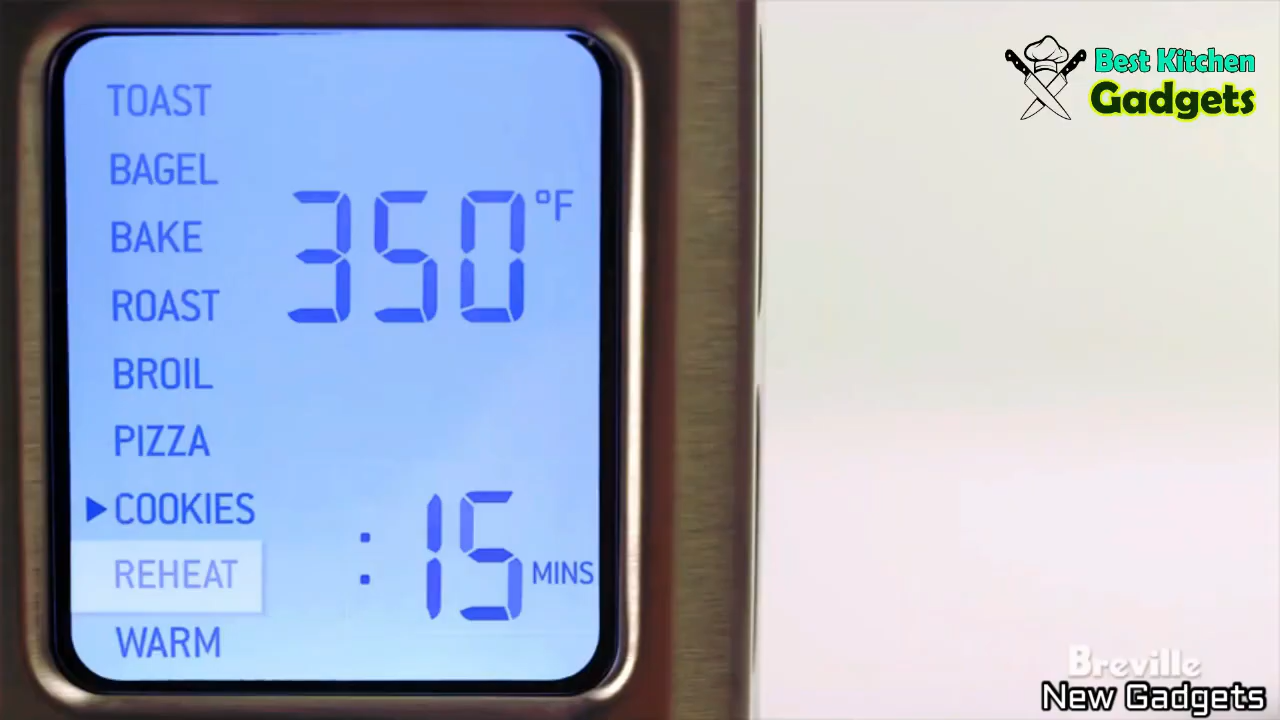 TOAST
BAGEL
BAKE
ROAST
BROIL
PIZZA
▶ COOKIES
REHEAT
WARM
350 °F
:15 MINS
Best Kitchen
Gadgets
Breville
New Gadgets